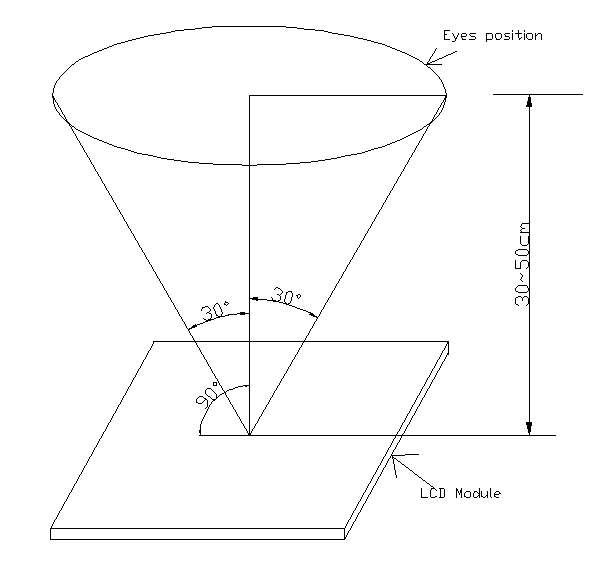 Eyes position
30~50cm
30°
30°
90°
LCD Module